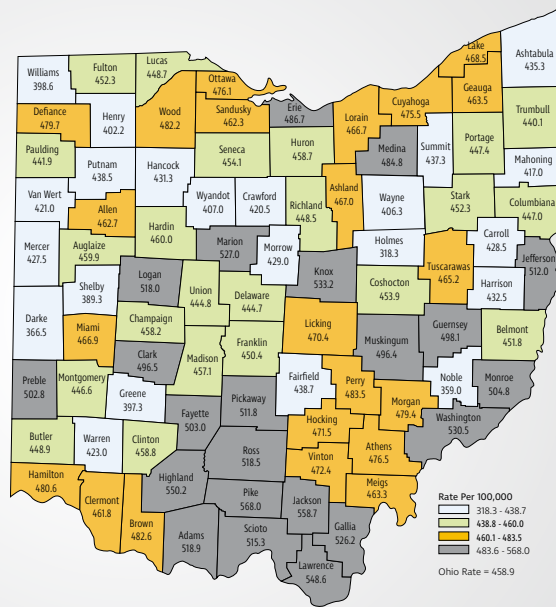 Williams
398.6
Fulton
452.3
Lucas
448.7
Ottawa
476.1
Lake
468.5
Ashtabula
435.3
Defiance
479.7
Henry
402.2
Wood
482.2
Sandusky
462.3
Erie
486.7
Lorain
466.7
Cuyahoga
475.5
Geauga
463.5
Trumbull
440.1
Paulding
441.9
Putnam
438.5
Hancock
431.3
Seneca
454.1
Huron
458.7
Medina
484.8
Summit
437.3
Portage
447.4
Mahoning
417.0
Van Wert
421.0
Allen
462.7
Wyandot
407.0
Crawford
420.5
Richland
448.5
Ashland
467.0
Wayne
406.3
Stark
452.3
Columbiana
447.0
Mercer
427.5
Auglaize
459.9
Hardin
460.0
Marion
527.0
Morrow
429.0
Knox
533.2
Holmes
318.3
Tuscarawas
465.2
Carroll
428.5
Jefferson
512.0
Shelby
389.3
Logan
518.0
Union
444.8
Delaware
444.7
Coshocton
453.9
Harrison
432.5
Darke
366.5
Miami
466.9
Champaign
458.2
Clark
496.5
Madison
457.1
Franklin
450.4
Licking
470.4
Muskingum
496.4
Guernsey
498.1
Belmont
451.8
Preble
502.8
Montgomery
446.6
Greene
397.3
Fayette
503.0
Pickaway
511.8
Fairfield
438.7
Perry
483.5
Morgan
479.4
Noble
359.0
Monroe
504.8
Washington
530.5
Butler
448.9
Warren
423.0
Clinton
458.8
Ross
518.5
Hocking
471.5
Athens
476.5
Vinton
472.4
Hamilton
480.6
Clermont
461.8
Brown
482.6
Highland
550.2
Pike
568.0
Jackson
558.7
Meigs
463.3
Adams
518.9
Scioto
515.3
Gallia
526.2
Lawrence
548.6
Rate Per 100,000
318.3 - 438.7
438.8 - 460.0
460.1 - 483.5
483.6 - 568.0
Ohio Rate = 458.9